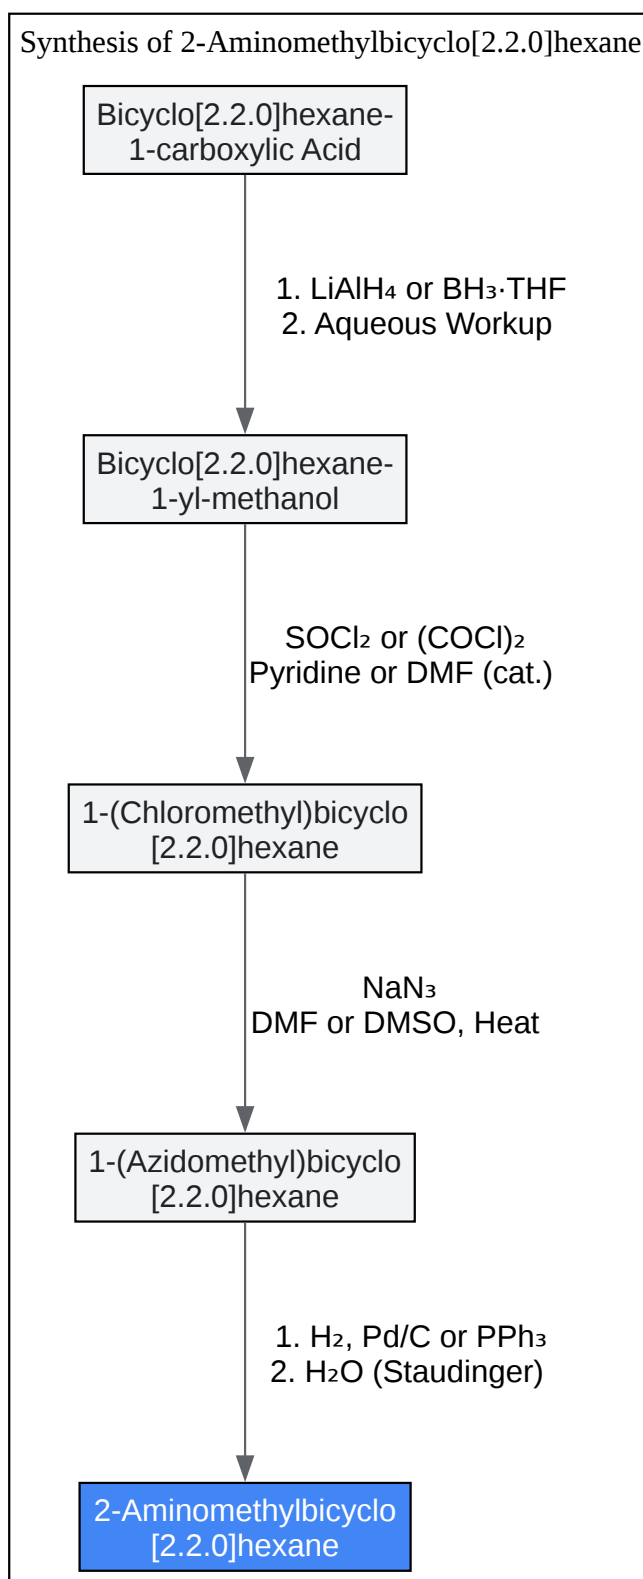 Synthesis of 2-Aminomethylbicyclo[2.2.0]hexane
Bicyclo[2.2.0]hexane-
1-carboxylic Acid
1. LiAlH₄ or BH₃·THF
2. Aqueous Workup
Bicyclo[2.2.0]hexane-
1-yl-methanol
SOCl₂ or (COCl)₂
Pyridine or DMF (cat.)
1-(Chloromethyl)bicyclo
[2.2.0]hexane
NaN₃
DMF or DMSO, Heat
1-(Azidomethyl)bicyclo
[2.2.0]hexane
1. H₂, Pd/C or PPh₃
2. H₂O (Staudinger)
2-Aminomethylbicyclo
[2.2.0]hexane